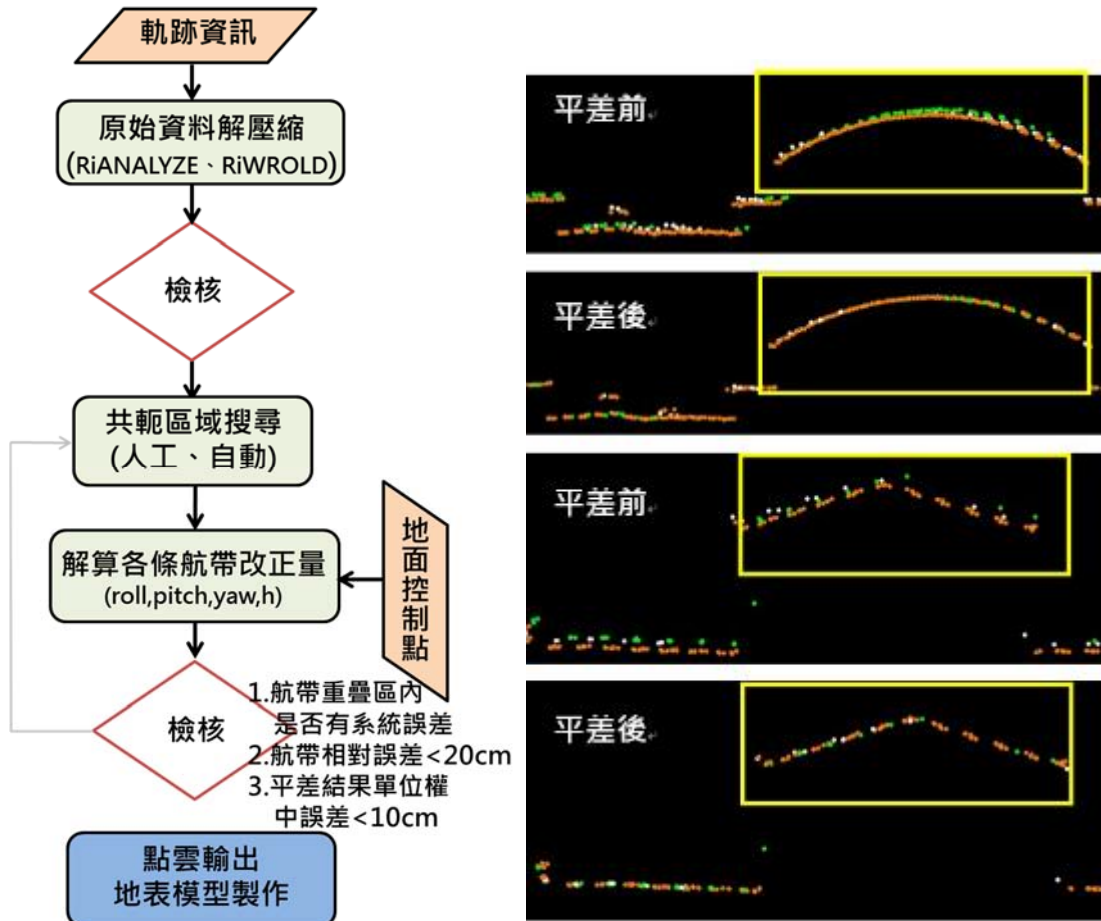 軌跡資訊
原始資料解壓縮
(RiANALYZE、RiWROLD)
檢核
共軛區域搜尋
(人工、自動)
解算各條航帶改正量
(roll,pitch,yaw,h)
地面控制點
檢核
1.航帶重疊區內
是否有系統誤差
2.航帶相對誤差<20cm
3.平差結果單位權
中誤差<10cm
點雲輸出
地表模型製作
平差前
平差後
平差前
平差後